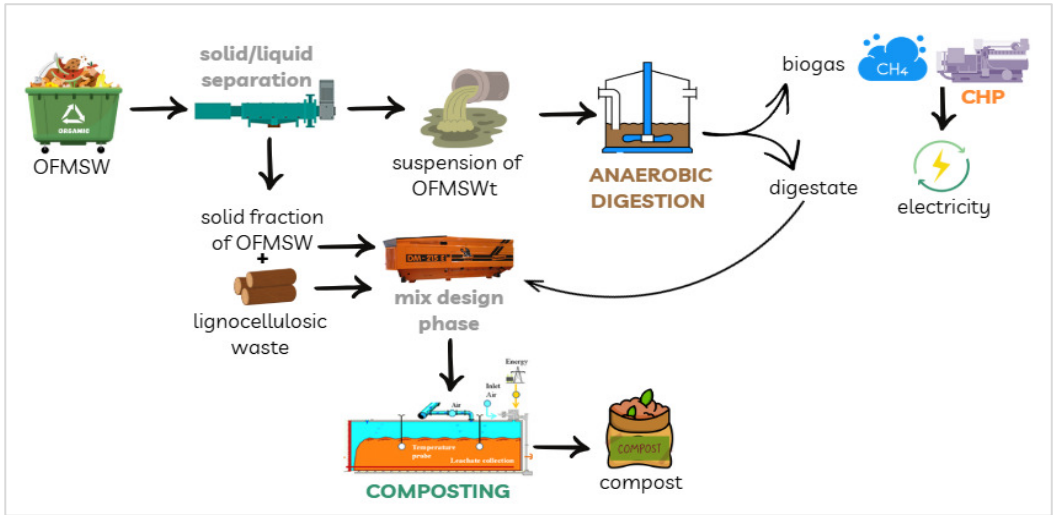 solid/liquid
separation
ORGANIC
OFMSW
suspension of
OFMSWt
ANAEROBIC
DIGESTION
biogas
CH4
CHP
digestate
electricity
solid fraction
of OFMSW
+
lignocellulosic
waste
mix design
phase
Energy
Inlet
Air
Air
Temperature
probe
Leachate collection
COMPOSTING
COMPOST
compost